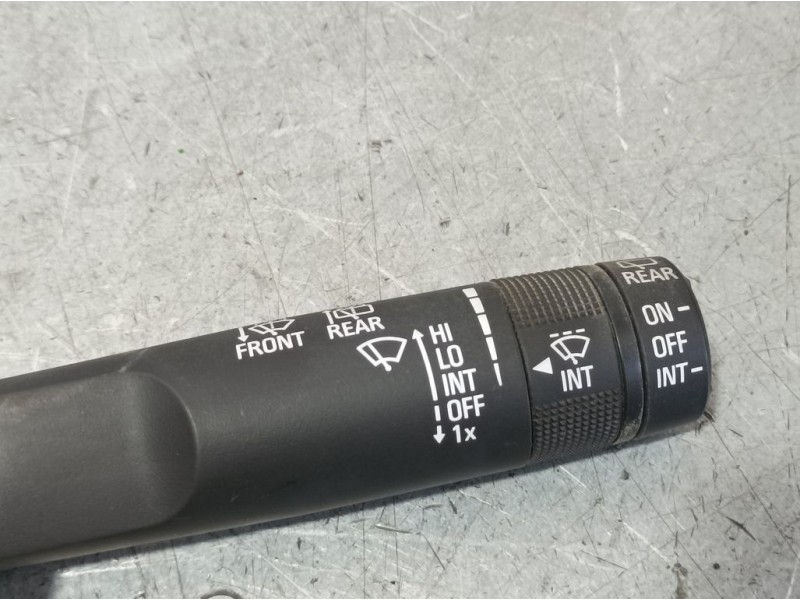 FRONT
REAR
HI
LO
INT
OFF
1x
INT
REAR
ON -
OFF
INT -